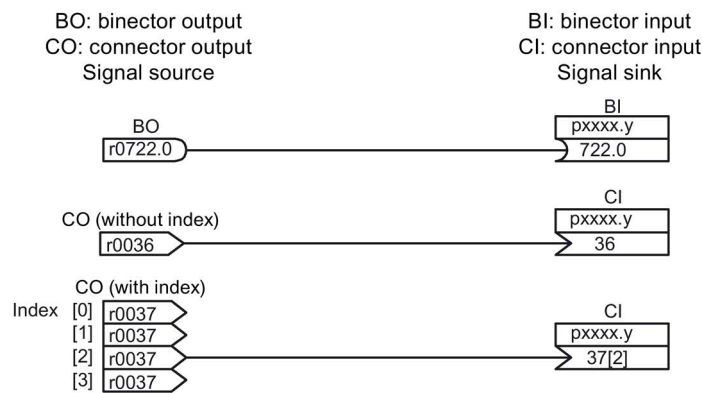 BO: binector output
CO: connector output
Signal source
BI: binector input
CI: connector input
Signal sink
BO
r0722.0
BI
pxxxx.y
722.0
CO (without index)
r0036
CI
pxxxx.y
36
CO (with index)
Index [0] r0037
[1] r0037
[2] r0037
[3] r0037
CI
pxxxx.y
37[2]